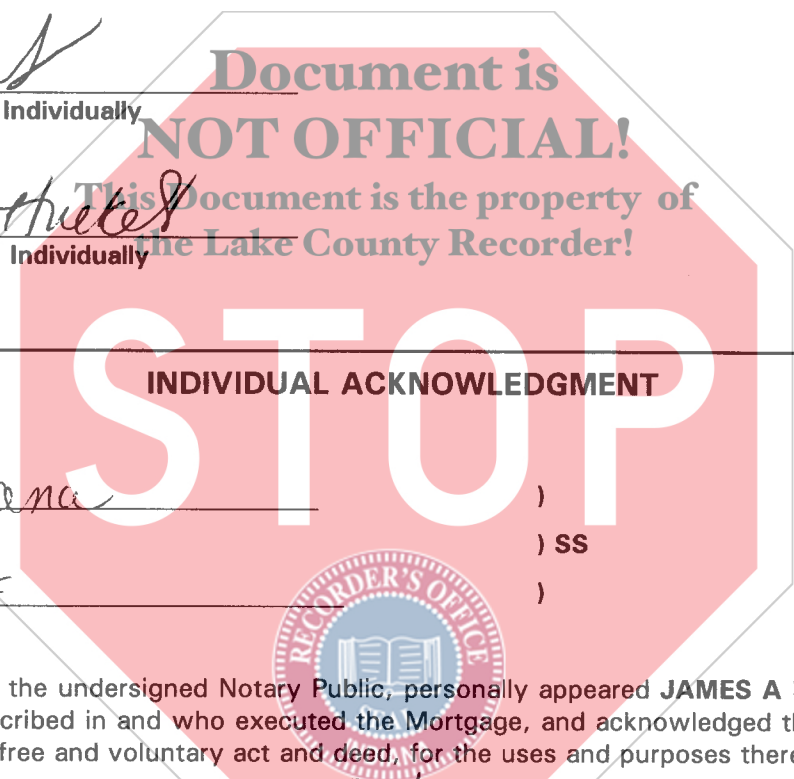 Document is
Individually
NOT OFFICIAL!
This Document is the property of
Individually
the Lake County Recorder!
STOP
INDIVIDUAL ACKNOWLEDGMENT
ana )
) SS
)
RECORDER'S OFFICE
the undersigned Notary Public, personally appeared JAMES A
cribed in and who executed the Mortgage, and acknowledged th
free and voluntary act and deed, for the uses and purposes there